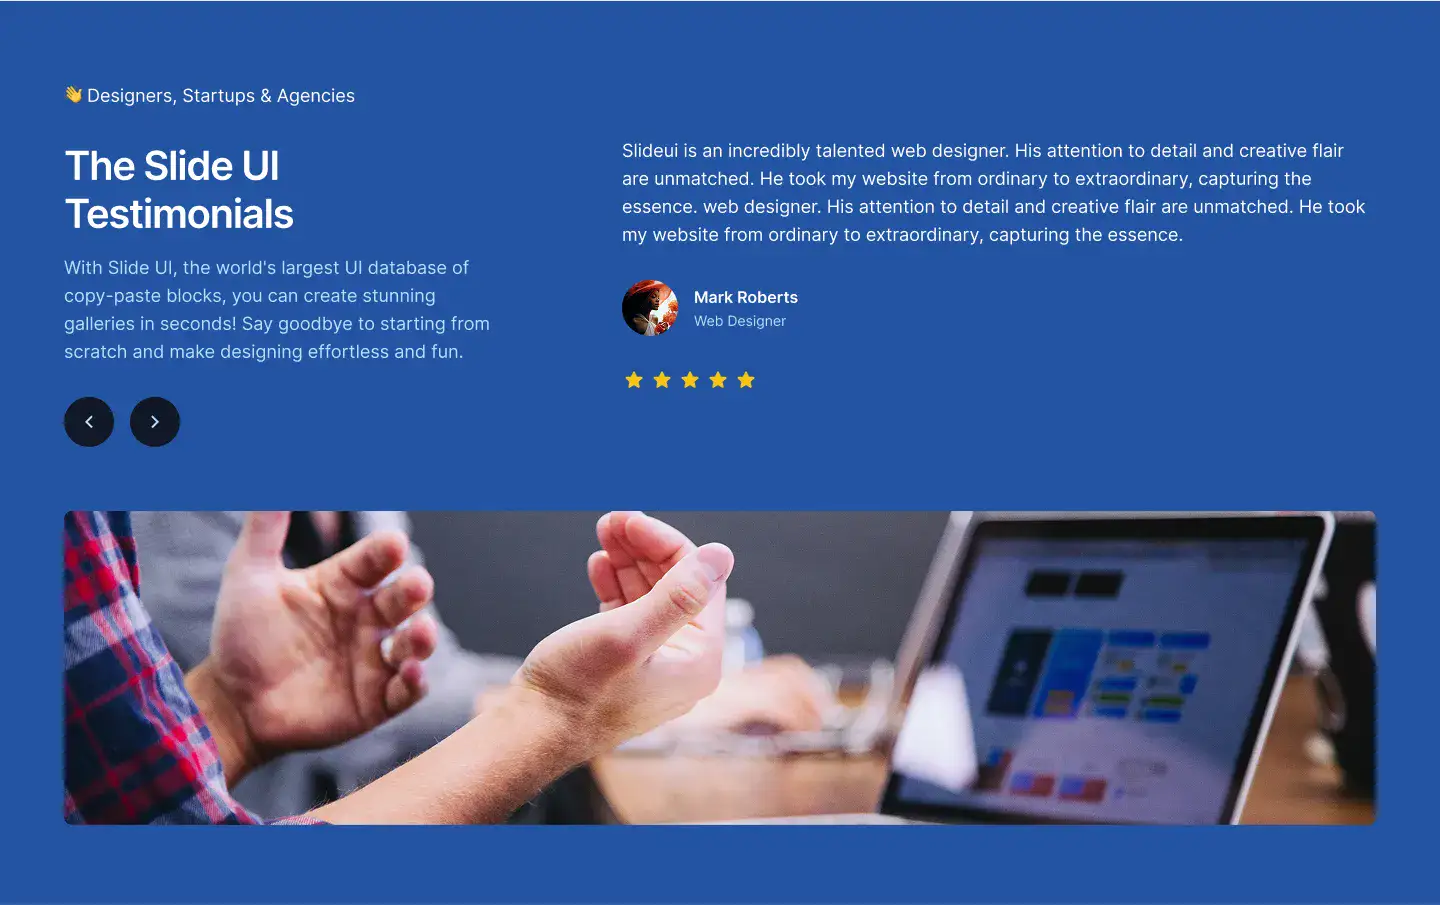 👋 Designers, Startups & Agencies
The Slide UI
Testimonials
With Slide UI, the world's largest UI database of
copy-paste blocks, you can create stunning
galleries in seconds! Say goodbye to starting from
scratch and make designing effortless and fun.
Slideui is an incredibly talented web designer. His attention to detail and creative flair
are unmatched. He took my website from ordinary to extraordinary, capturing the
essence. web designer. His attention to detail and creative flair are unmatched. He took
my website from ordinary to extraordinary, capturing the essence.
Mark Roberts
Web Designer